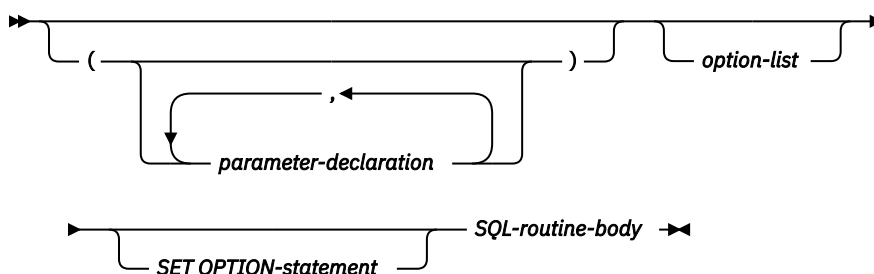 ( )
option-list
,
parameter-declaration
SQL-routine-body
SET OPTION-statement